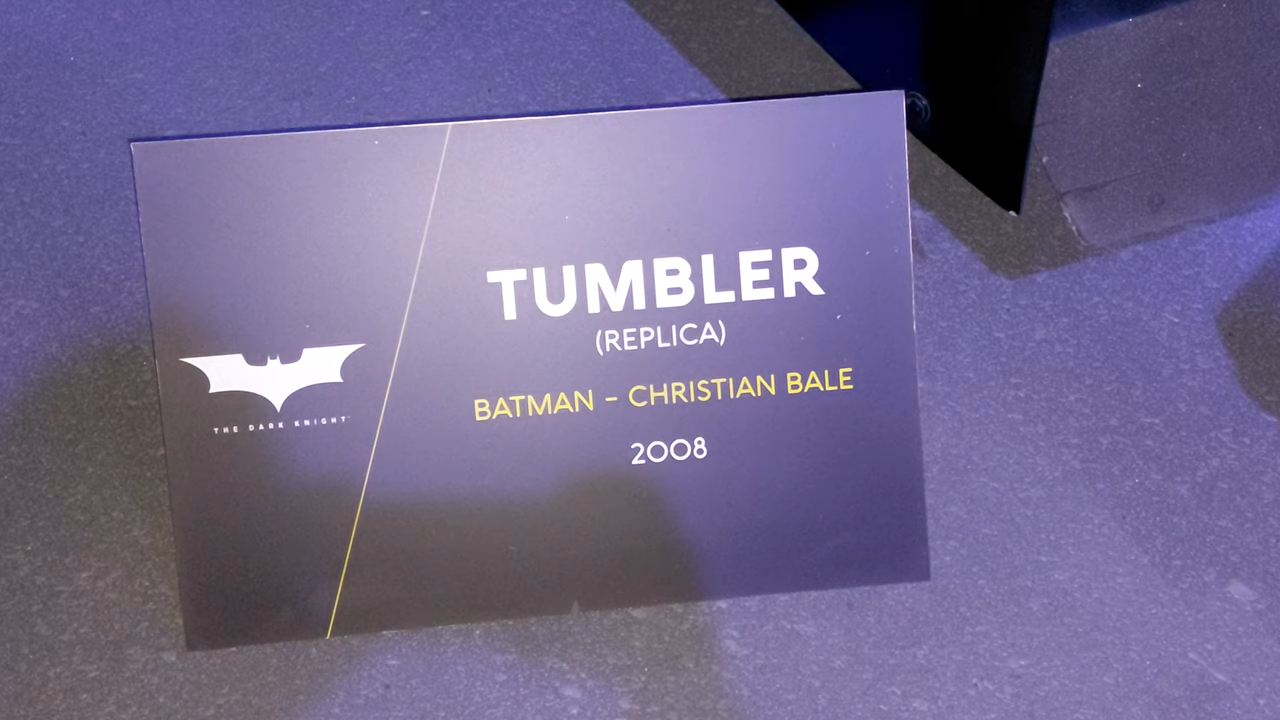 TUMBLER
(REPLICA)
BATMAN - CHRISTIAN BALE
2008
THE DARK KNIGHT